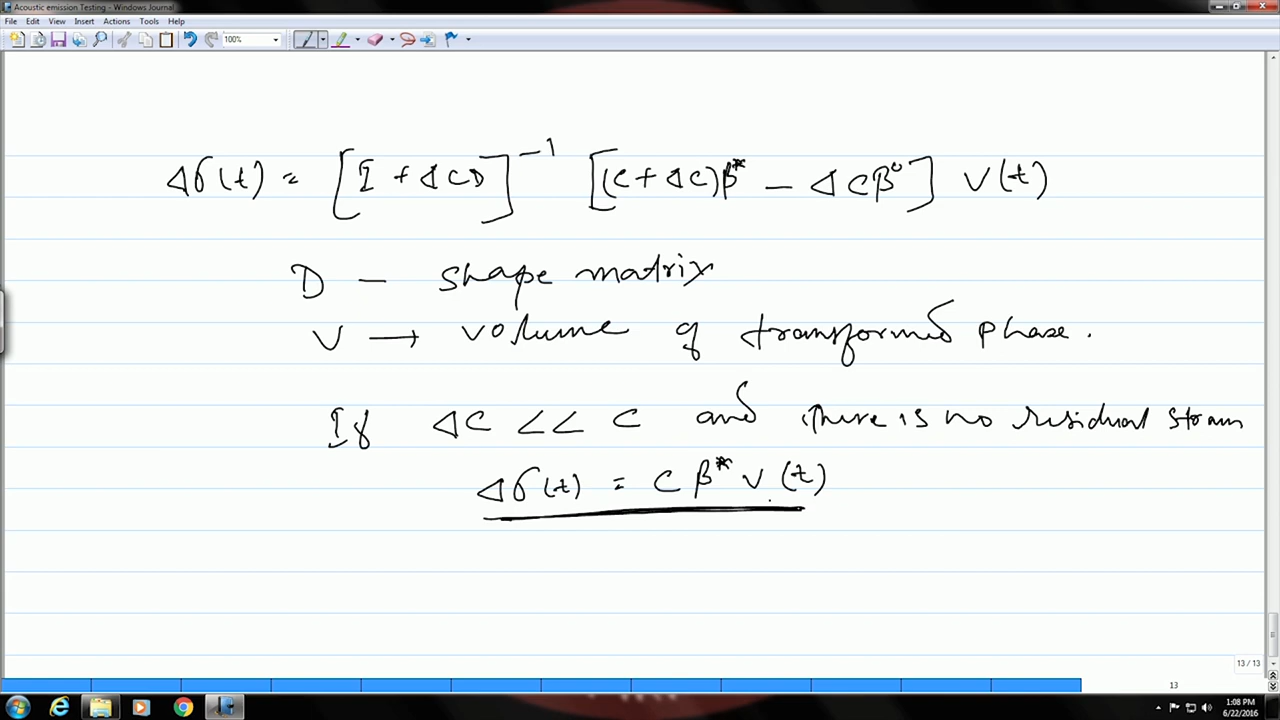 Acoustic emission Testing - Windows Journal
File Edit View Insert Actions Tools Help
100%
Δσ(t) = [I + ΔCD]⁻¹ [(C + ΔC)β* − ΔCβ⁰] V(t)
D — shape matrix
V → volume of transformed phase.
If ΔC << C and there is no residual strain
Δσ(t) = Cβ* V(t)
13 / 13
13
1:08 PM
6/22/2016